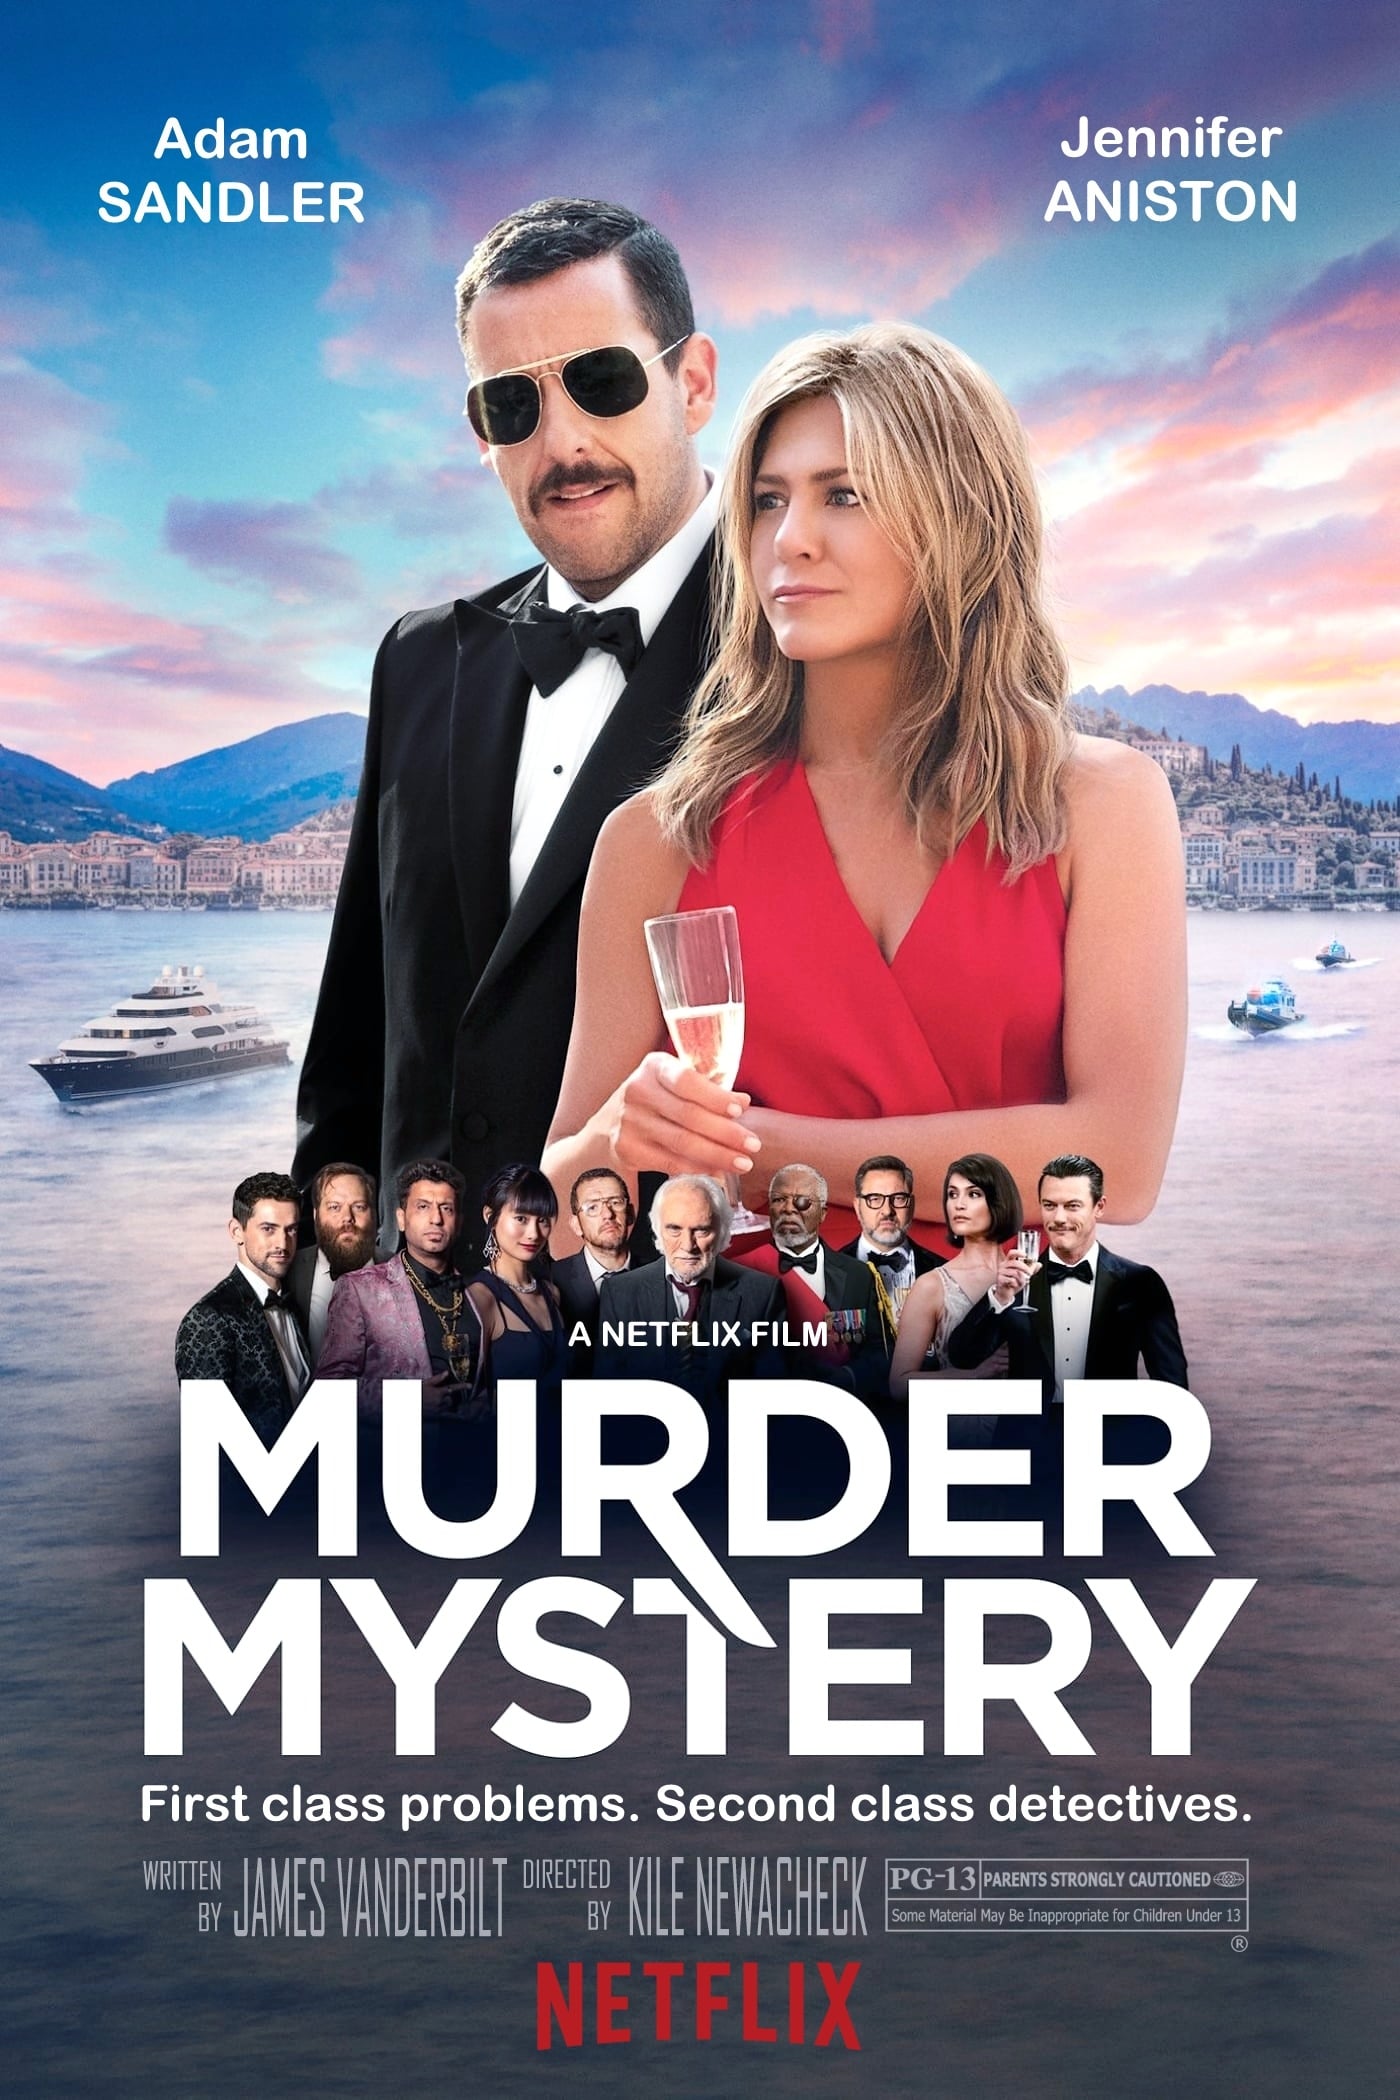 Adam
SANDLER
Jennifer
ANISTON
A NETFLIX FILM
MURDER
MYSTERY
First class problems. Second class detectives.
WRITTEN BY JAMES VANDERBILT DIRECTED BY KILE NEWACHECK
PG-13 PARENTS STRONGLY CAUTIONED
Some Material May Be Inappropriate for Children Under 13
®
NETFLIX